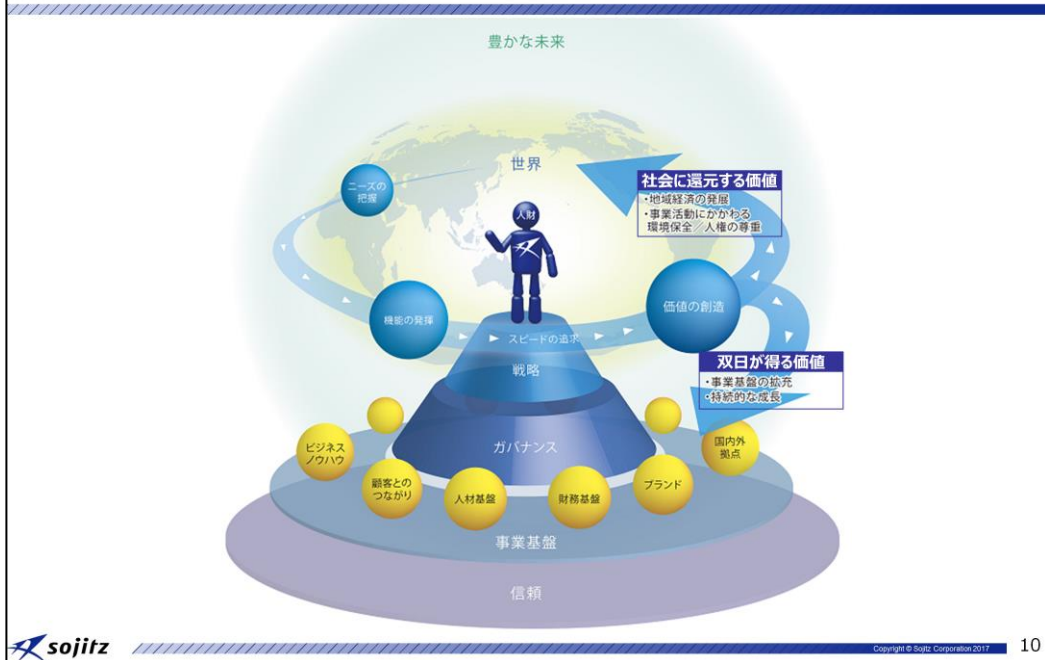 豊かな未来
世界
ニーズの
把握
人財
社会に還元する価値
・地域経済の発展
・事業活動にかかわる
環境保全／人権の尊重
機能の発揮
価値の創造
スピードの追求
戦略
双日が得る価値
・事業基盤の拡充
・持続的な成長
ガバナンス
ビジネス
ノウハウ
顧客との
つながり
人材基盤
財務基盤
ブランド
国内外
拠点
事業基盤
信頼
sojitz
Copyright © Sojitz Corporation 2017
10